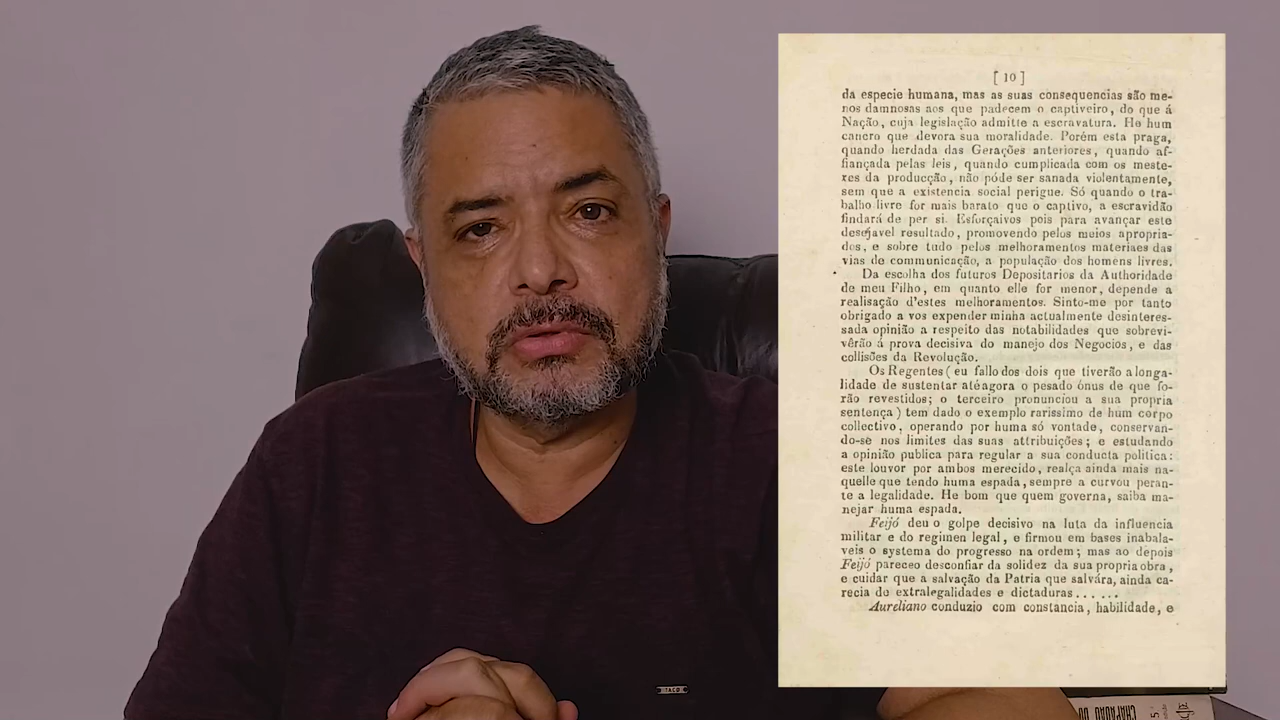 [ 10 ]
da especie humana, mas as suas consequencias são me-
nos damnosas aos que padecem o captiveiro, do que á
Nação, cuja legislação admitte a escravatura. He hum
cancro que devora sua moralidade. Porém esta praga,
quando herdada das Gerações anteriores, quando af-
fiançada pelas leis, quando cumplicada com os meste-
res da producção, não póde ser sanada violentamente,
sem que a existencia social perigue. Só quando o tra-
balho livre for mais barato que o captivo, a escravidão
findará de per si. Esforçaivos pois para avançar este
desejavel resultado, promovendo pelos meios apropria-
dos, e sobre tudo pelos melhoramentos materiaes das
vias de communicação, a população dos homens livres.
Da escolha dos futuros Depositarios da Authoridade
de meu Filho, em quanto elle for menor, depende a
realisação d'estes melhoramentos. Sinto-me por tanto
obrigado a vos expender minha actualmente desinteres-
sada opinião a respeito das notabilidades que sobrevi-
vêrão á prova decisiva do manejo dos Negocios, e das
collisões da Revolução.
Os Regentes ( eu fallo dos dois que tiverão a longa-
lidade de sustentar até agora o pesado ónus de que fo-
rão revestidos; o terceiro pronunciou a sua propria
sentença ) tem dado o exemplo rarissimo de hum corpo
collectivo, operando por huma só vontade, conservan-
do-se nos limites das suas attribuições; e estudando
a opinião publica para regular a sua conducta politica:
este louvor por ambos merecido, realça ainda mais na-
quelle que tendo huma espada, sempre a curvou peran-
te a legalidade. He bom que quem governa, saiba ma-
nejar huma espada.
Feijó deu o golpe decisivo na luta da influencia
militar e do regimen legal, e firmou em bases inabala-
veis o systema do progresso na ordem; mas ao depois
Feijó pareceo desconfiar da solidez da sua propria obra,
e cuidar que a salvação da Patria que salvára, ainda ca-
recia de extralegalidades e dictaduras......
Aureliano conduzio com constancia, habilidade, e